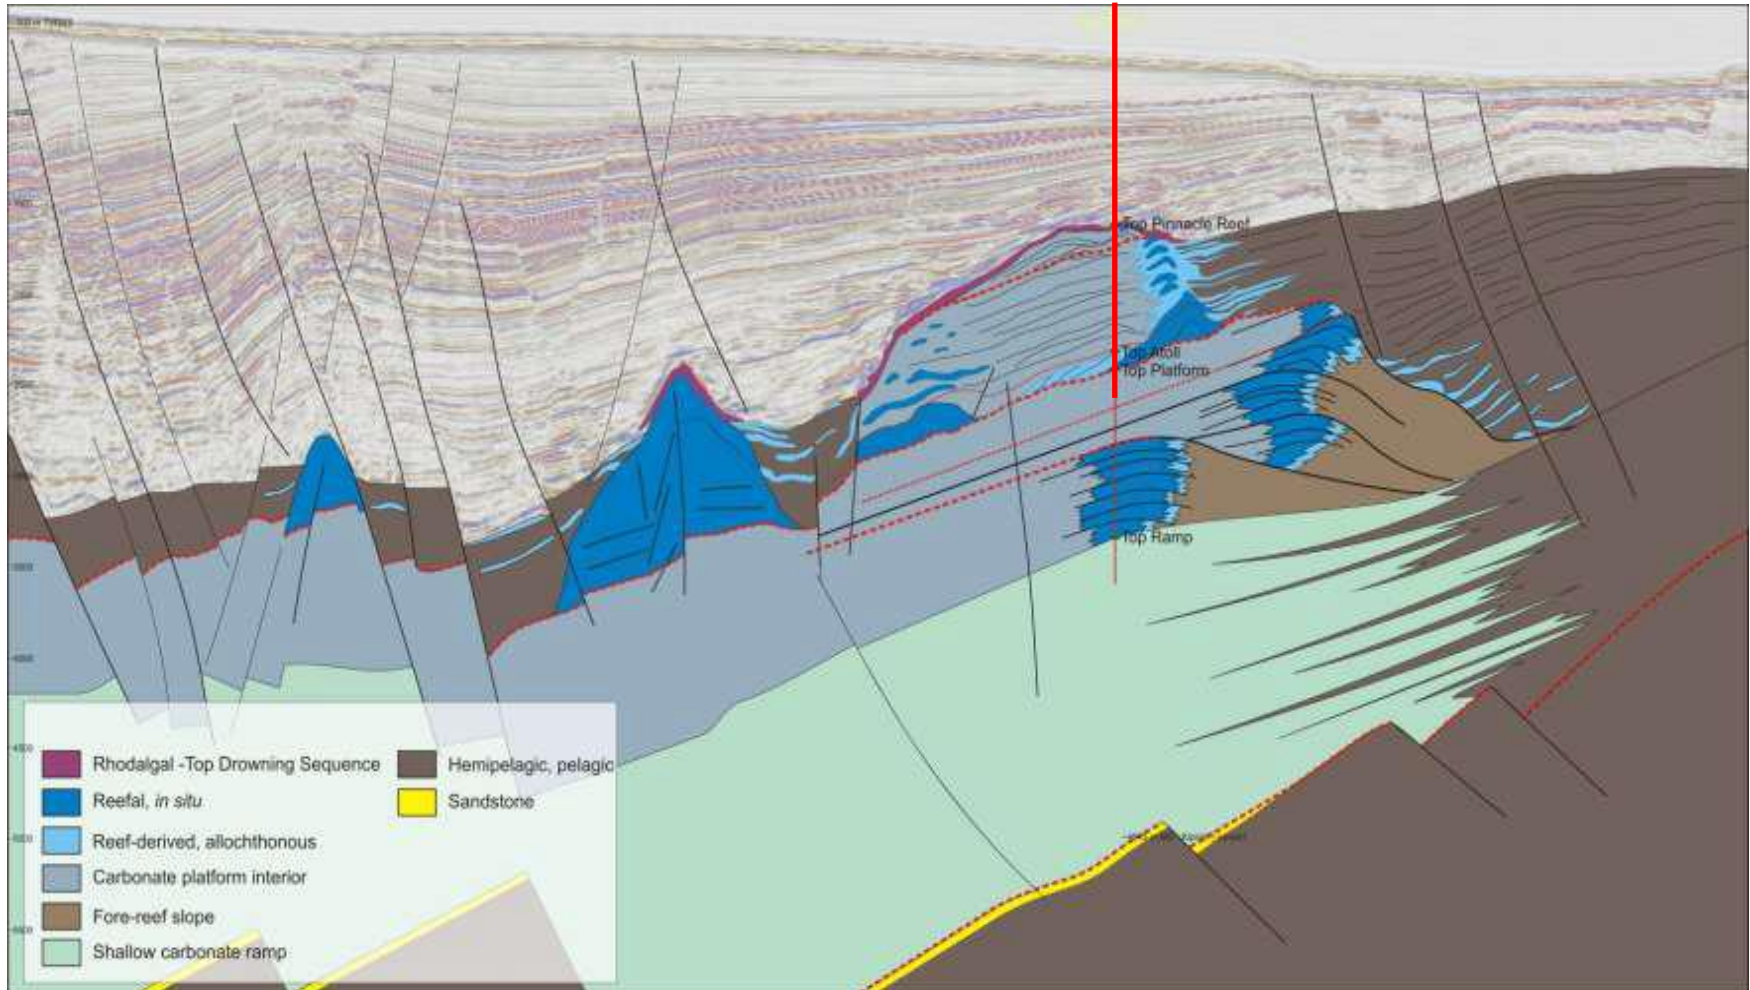 Top Pinnacle Reef
Top Atoll
Top Platform
Top Ramp
Rhodalgal -Top Drowning Sequence
Hemipelagic, pelagic
Reefal, in situ
Sandstone
Reef-derived, allochthonous
Carbonate platform interior
Fore-reef slope
Shallow carbonate ramp